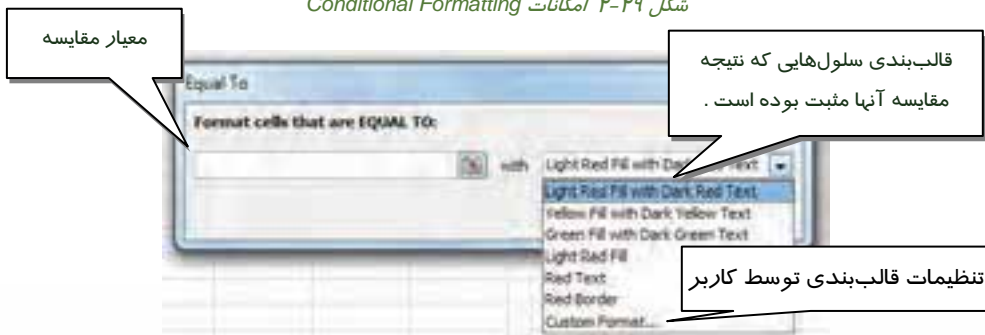 شکل ۲۹-۲ امکانات Conditional Formatting
معیار مقایسه
قالب‌بندی سلول‌هایی که نتیجه
مقایسه آنها مثبت بوده است .
Equal To
Format cells that are EQUAL TO:
with
Light Red Fill with Da Text
Light Red Fill with Dark Red Text
Yellow Fill with Dark Yellow Text
Green Fill with Dark Green Text
Light Red Fill
Red Text
Red Border
Custom Format...
تنظیمات قالب‌بندی توسط کاربر